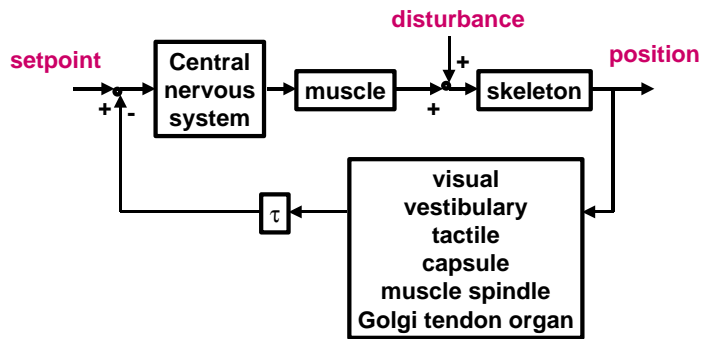 disturbance
setpoint
position
Central
nervous
system
muscle
skeleton
+
+
+
-
τ
visual
vestibulary
tactile
capsule
muscle spindle
Golgi tendon organ